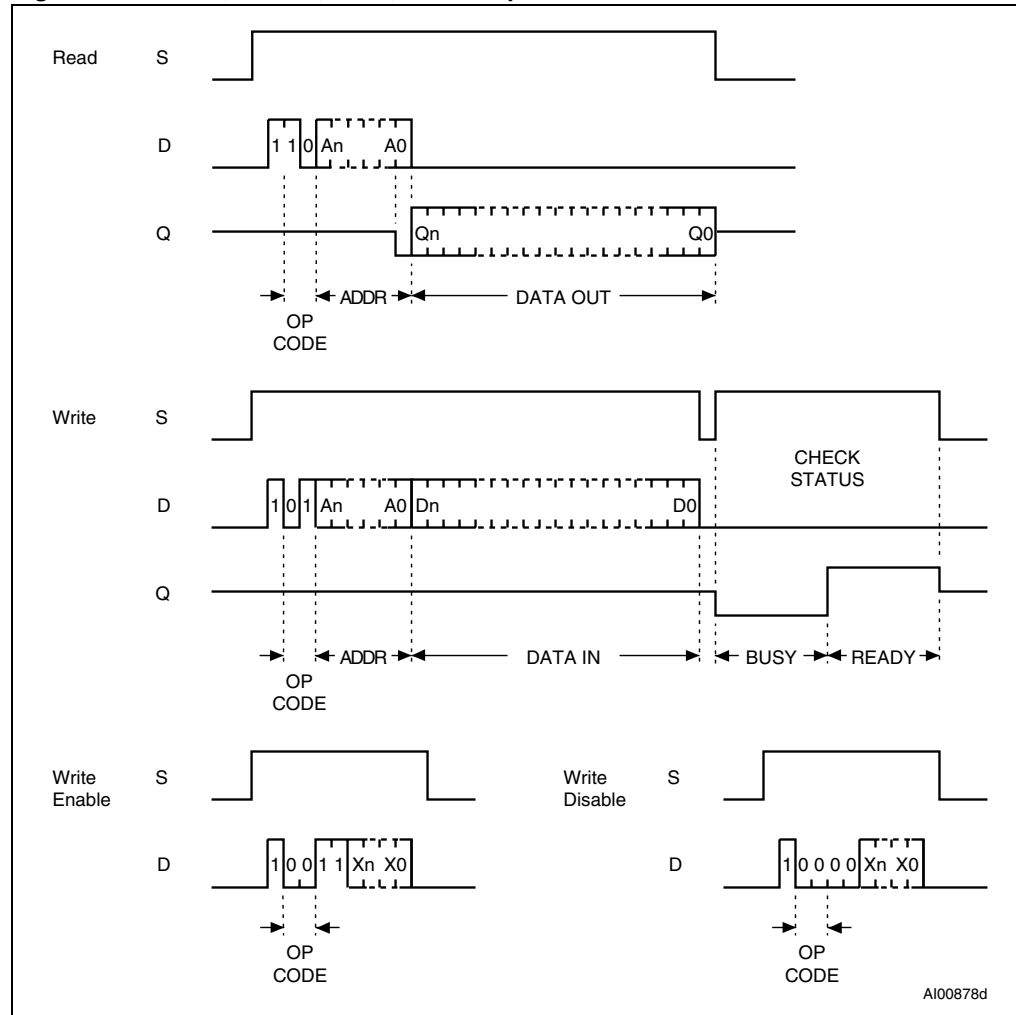 Read S
D 1 1 0 An A0
Q Qn Q0
ADDR DATA OUT
OP
CODE
Write S
CHECK
STATUS
D 1 0 1 An A0 Dn D0
Q
ADDR DATA IN BUSY READY
OP
CODE
Write
Enable
S
D 1 0 0 1 1 Xn X0
OP
CODE
Write
Disable
S
D 1 0 0 0 0 Xn X0
OP
CODE
AI00878d